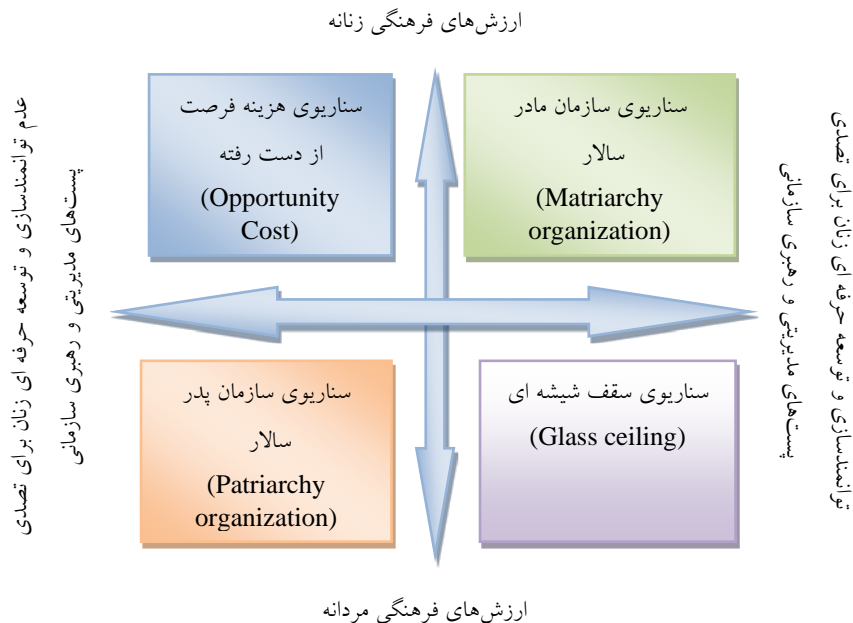 ارزش‌های فرهنگی زنانه
سناریوی سازمان مادر
سالار
(Matriarchy
organization)
سناریوی هزینه فرصت
از دست رفته
(Opportunity
Cost)
توانمندسازی و توسعه حرفه ای زنان برای تصدی
پست‌های مدیریتی و رهبری سازمانی
عدم توانمندسازی و توسعه حرفه ای زنان برای تصدی
پست‌های مدیریتی و رهبری سازمانی
سناریوی سقف شیشه ای
(Glass ceiling)
سناریوی سازمان پدر
سالار
(Patriarchy
organization)
ارزش‌های فرهنگی مردانه